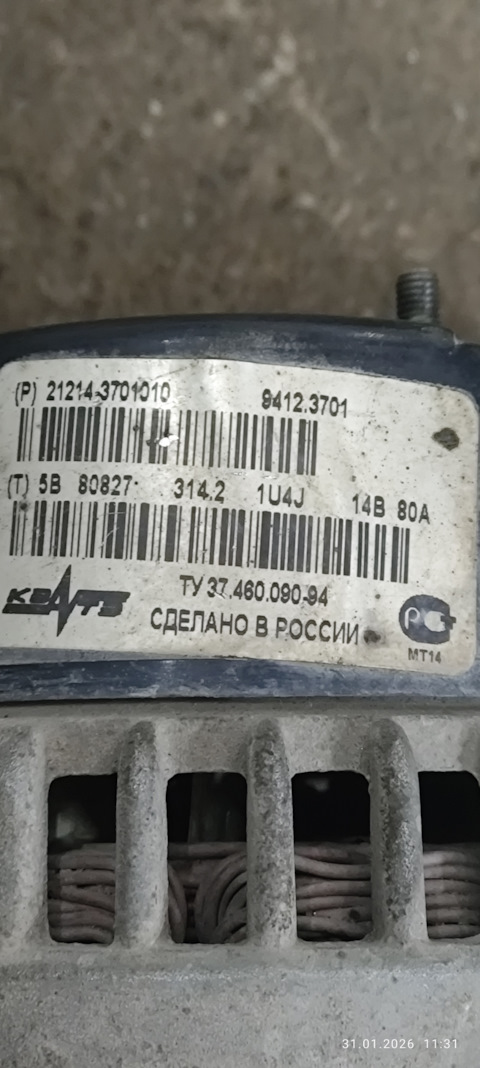 (P) 21214-3701010 9412.3701
(T) 5B 80827 314.2 1U4J 14B 80A
ТУ 37.460.090-94
СДЕЛАНО В РОССИИ
МТ14
31.01.2026 11:31